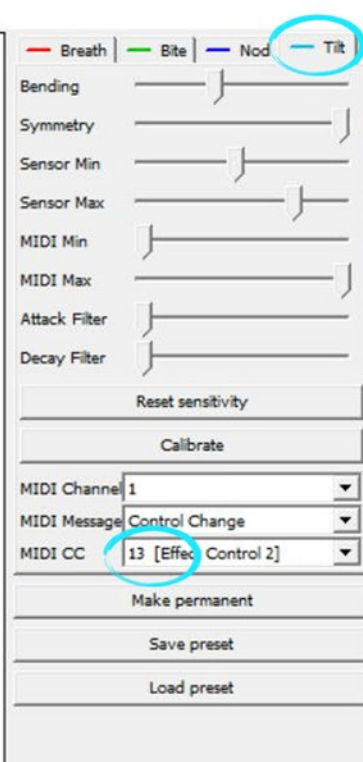 Breath Bite Nod Tilt
Bending
Symmetry
Sensor Min
Sensor Max
MIDI Min
MIDI Max
Attack Filter
Decay Filter
Reset sensitivity
Calibrate
MIDI Channel 1
MIDI Message Control Change
MIDI CC 13 [Effect Control 2]
Make permanent
Save preset
Load preset